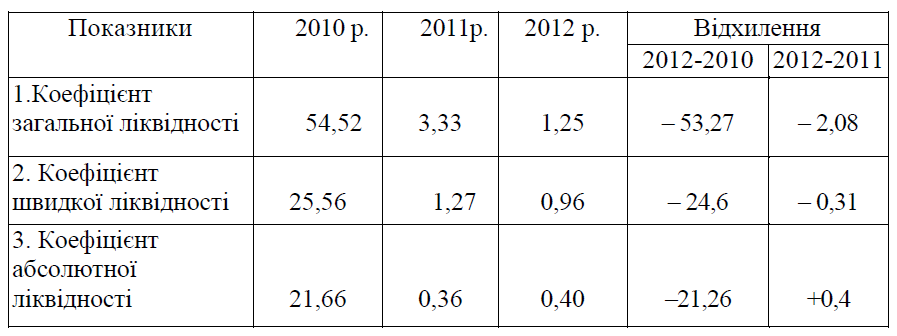 Показники 2010 р. 2011р. 2012 р. Відхилення
2012-2010 2012-2011
1.Коефіцієнт
загальної ліквідності 54,52 3,33 1,25 – 53,27 – 2,08
2. Коефіцієнт
швидкої ліквідності 25,56 1,27 0,96 – 24,6 – 0,31
3. Коефіцієнт
абсолютної
ліквідності 21,66 0,36 0,40 –21,26 +0,4